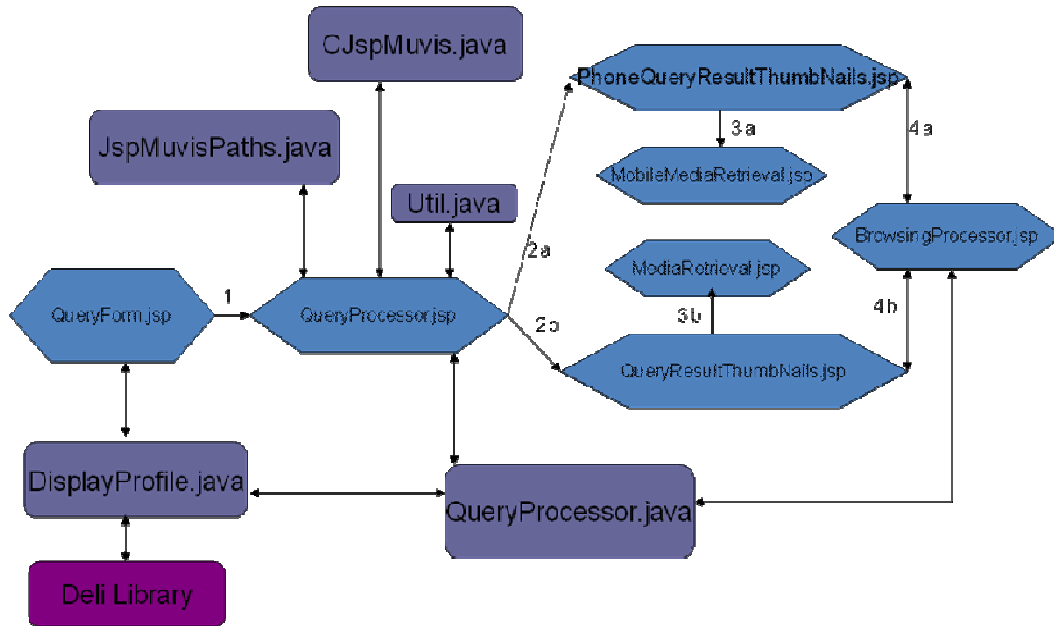 CJspMuvis.java
PhoneQueryResultThumbNails.jsp
3a
4a
JspMuvisPaths.java
MobileMediaRetrieval.jsp
Util.java
2a
BrowsingProcessor.jsp
MediaRetrieval.jsp
1
QueryForm.jsp
QueryProcessor.jsp
2b
3b
4b
QueryResultThumbNails.jsp
DisplayProfile.java
QueryProcessor.java
Deli Library